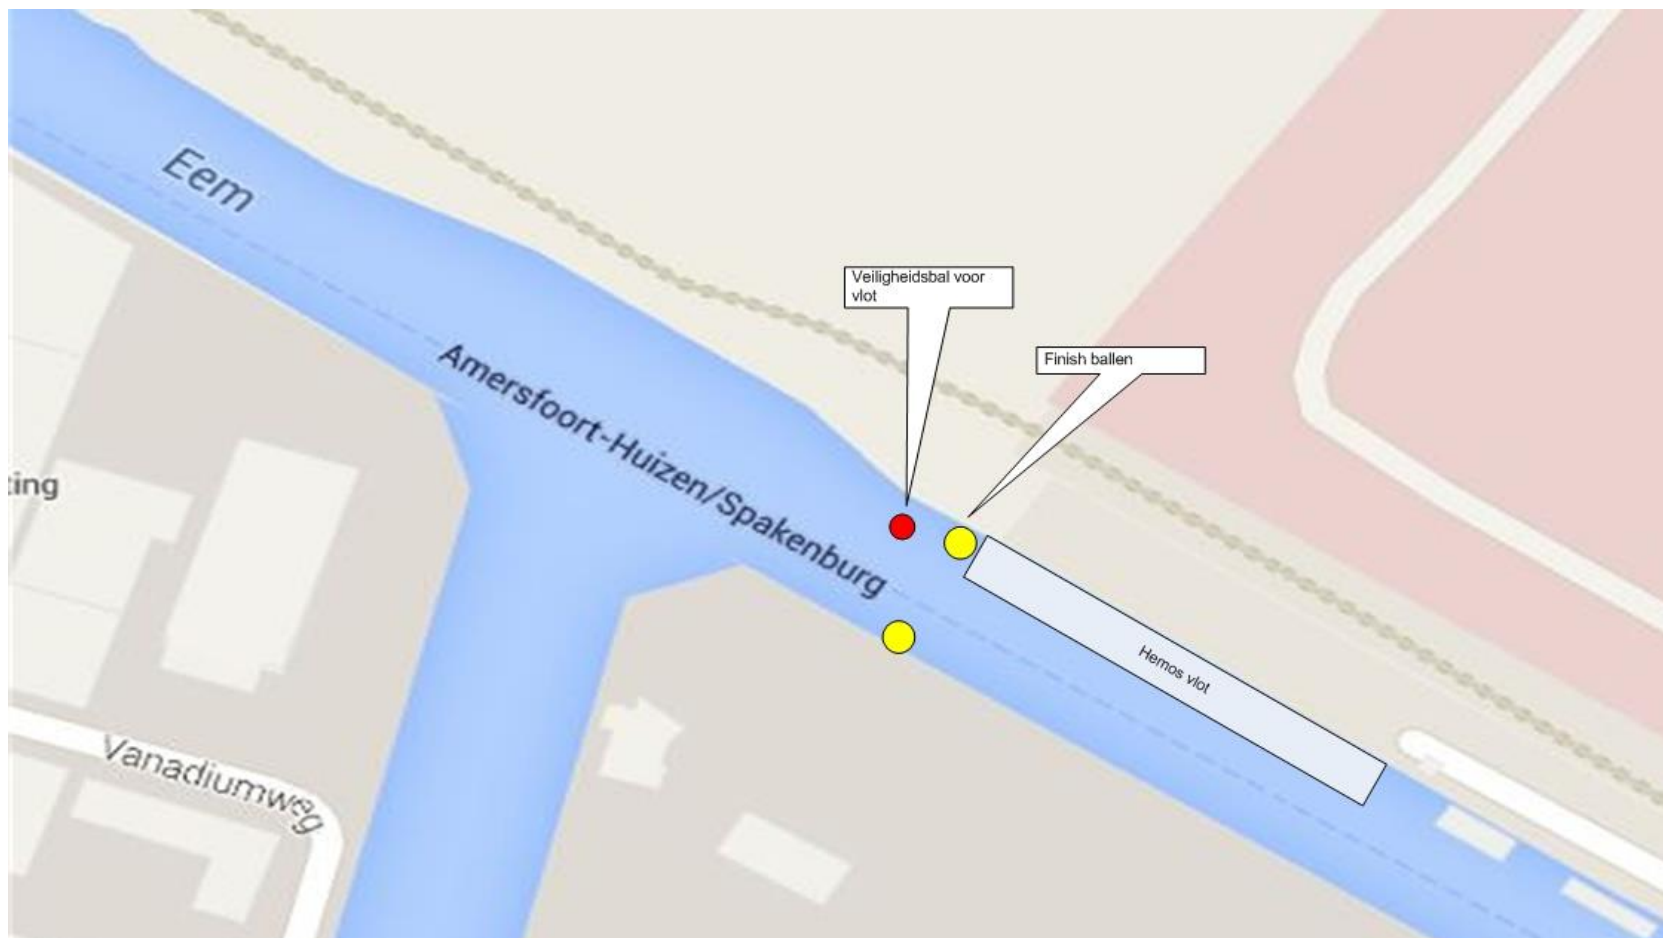 Eem
Veiligheidsbal voor
vlot
Finish ballen
Amersfoort-Huizen/Spakenburg
ting
Hemos vlot
Vanadiumweg